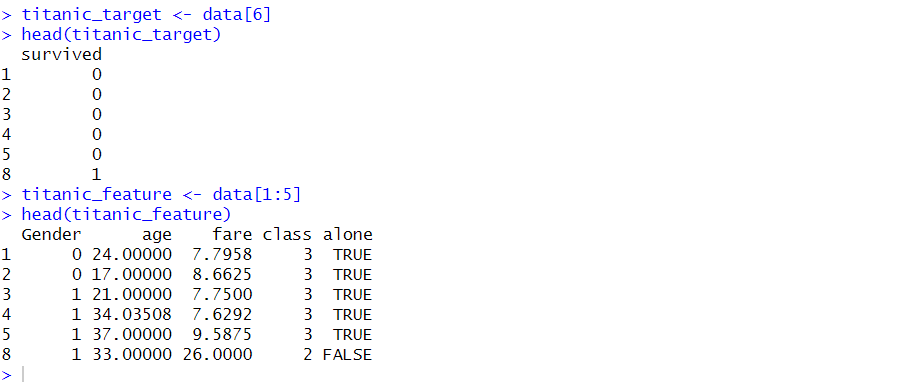 > titanic_target <- data[6]
> head(titanic_target)
  survived
1        0
2        0
3        0
4        0
5        0
8        1
> titanic_feature <- data[1:5]
> head(titanic_feature)
  Gender      age    fare class alone
1      0 24.00000  7.7958     3  TRUE
2      0 17.00000  8.6625     3  TRUE
3      1 21.00000  7.7500     3  TRUE
4      1 34.03508  7.6292     3  TRUE
5      1 37.00000  9.5875     3  TRUE
8      1 33.00000 26.0000     2 FALSE
>